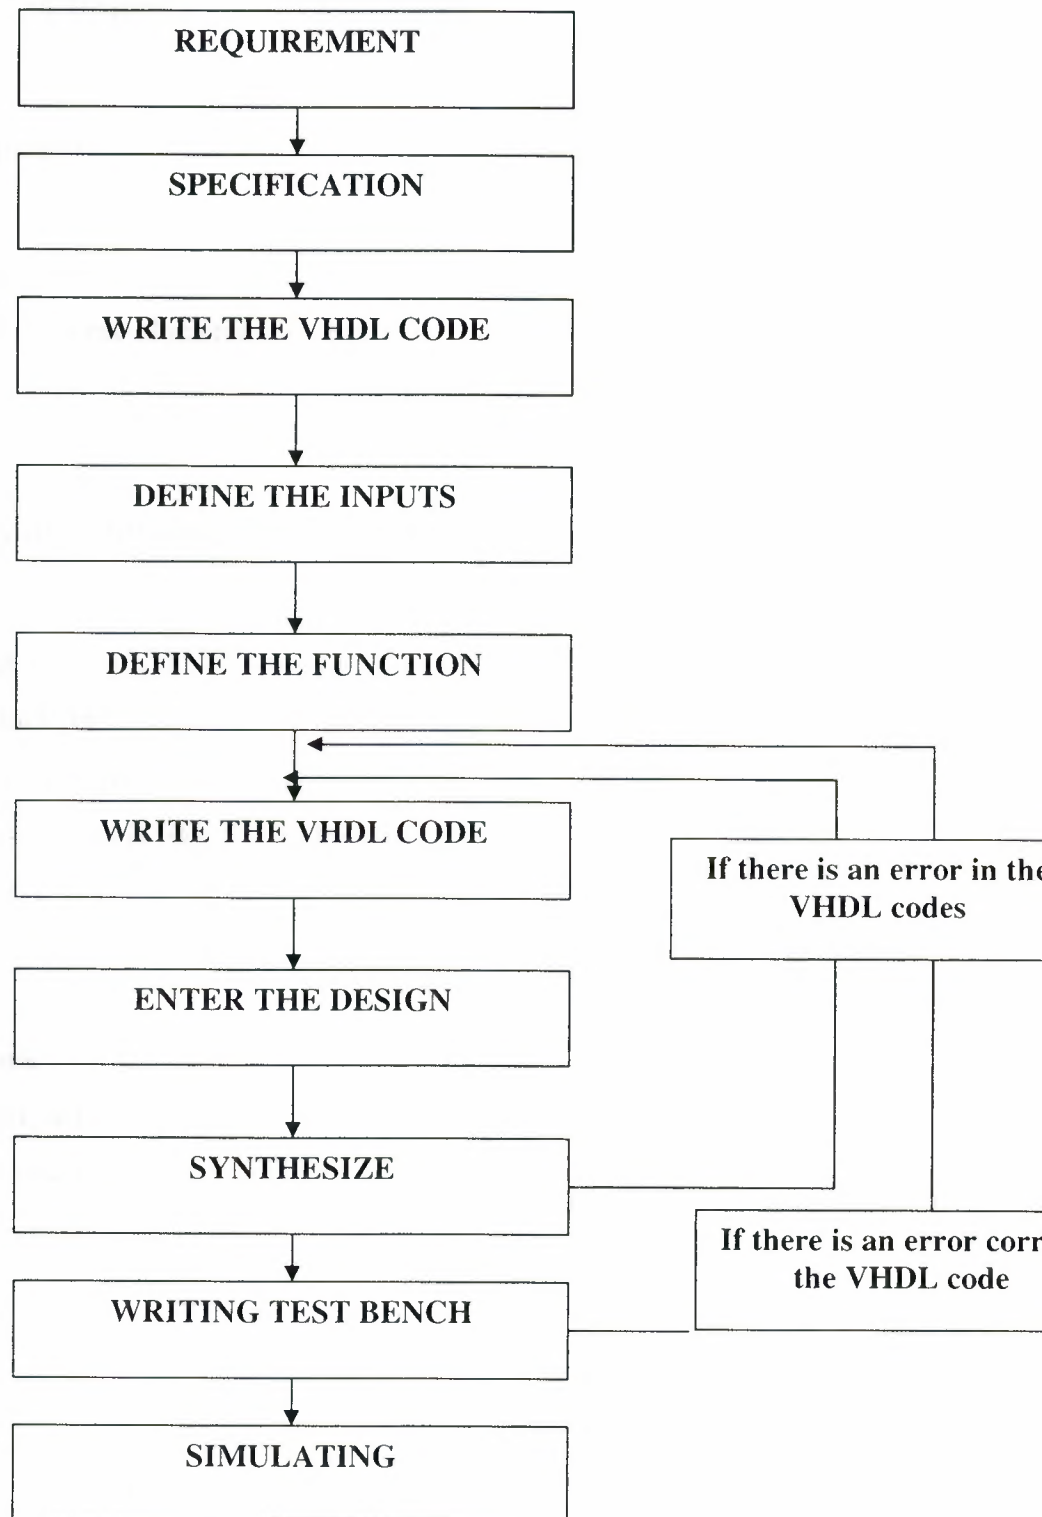 REQUIREMENT
SPECIFICATION
WRITE THE VHDL CODE
DEFINE THE INPUTS
DEFINE THE FUNCTION
WRITE THE VHDL CODE
If there is an error in the
VHDL codes
ENTER THE DESIGN
SYNTHESIZE
If there is an error
the VHDL code
WRITING TEST BENCH
SIMULATING